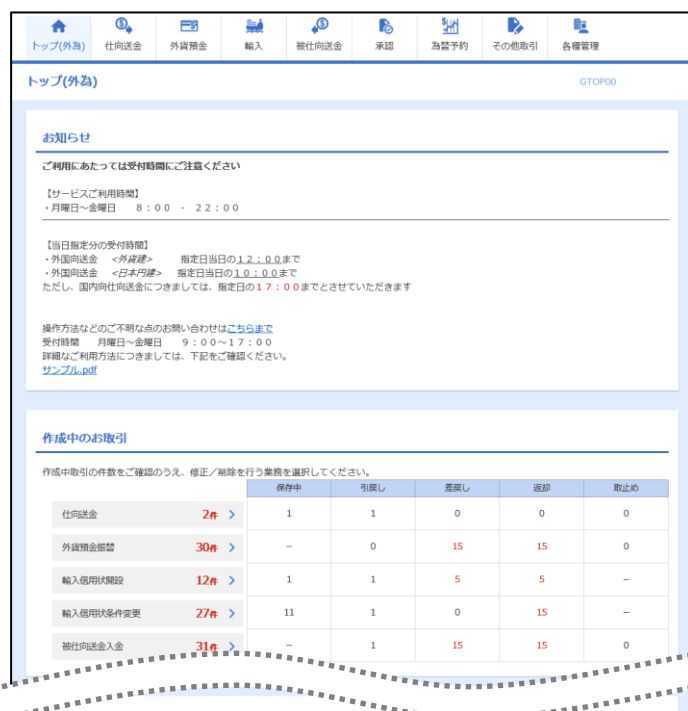 トップ(外為) 仕向送金 外貨預金 輸入 被仕向送金 承認 為替予約 その他取引 各種管理
トップ(外為) GTOP00
お知らせ
ご利用にあたっては受付時間にご注意ください
【サービスご利用時間】
・月曜日～金曜日 8：00 - 22：00
【当日指定分の受付時間】
・外国向送金 <外貨建> 指定日当日の12：00まで
・外国向送金 <日本円建> 指定日当日の10：00まで
ただし、国内向仕向送金につきましては、指定日の17：00までとさせていただきます
操作方法などのご不明な点のお問い合わせはこちらまで
受付時間 月曜日～金曜日 9：00～17：00
詳細なご利用方法につきましては、下記をご確認ください。
サンプル.pdf
作成中のお取引
作成中取引の件数をご確認のうえ、修正／削除を行う業務を選択してください。
保存中 引戻し 差戻し 返却 取止め
仕向送金 2件 1 1 0 0 0
外貨預金振替 30件 － 0 15 15 0
輸入信用状開設 12件 1 1 5 5 －
輸入信用状条件変更 27件 11 1 0 15 －
被仕向送金入金 31件 － 1 15 15 0